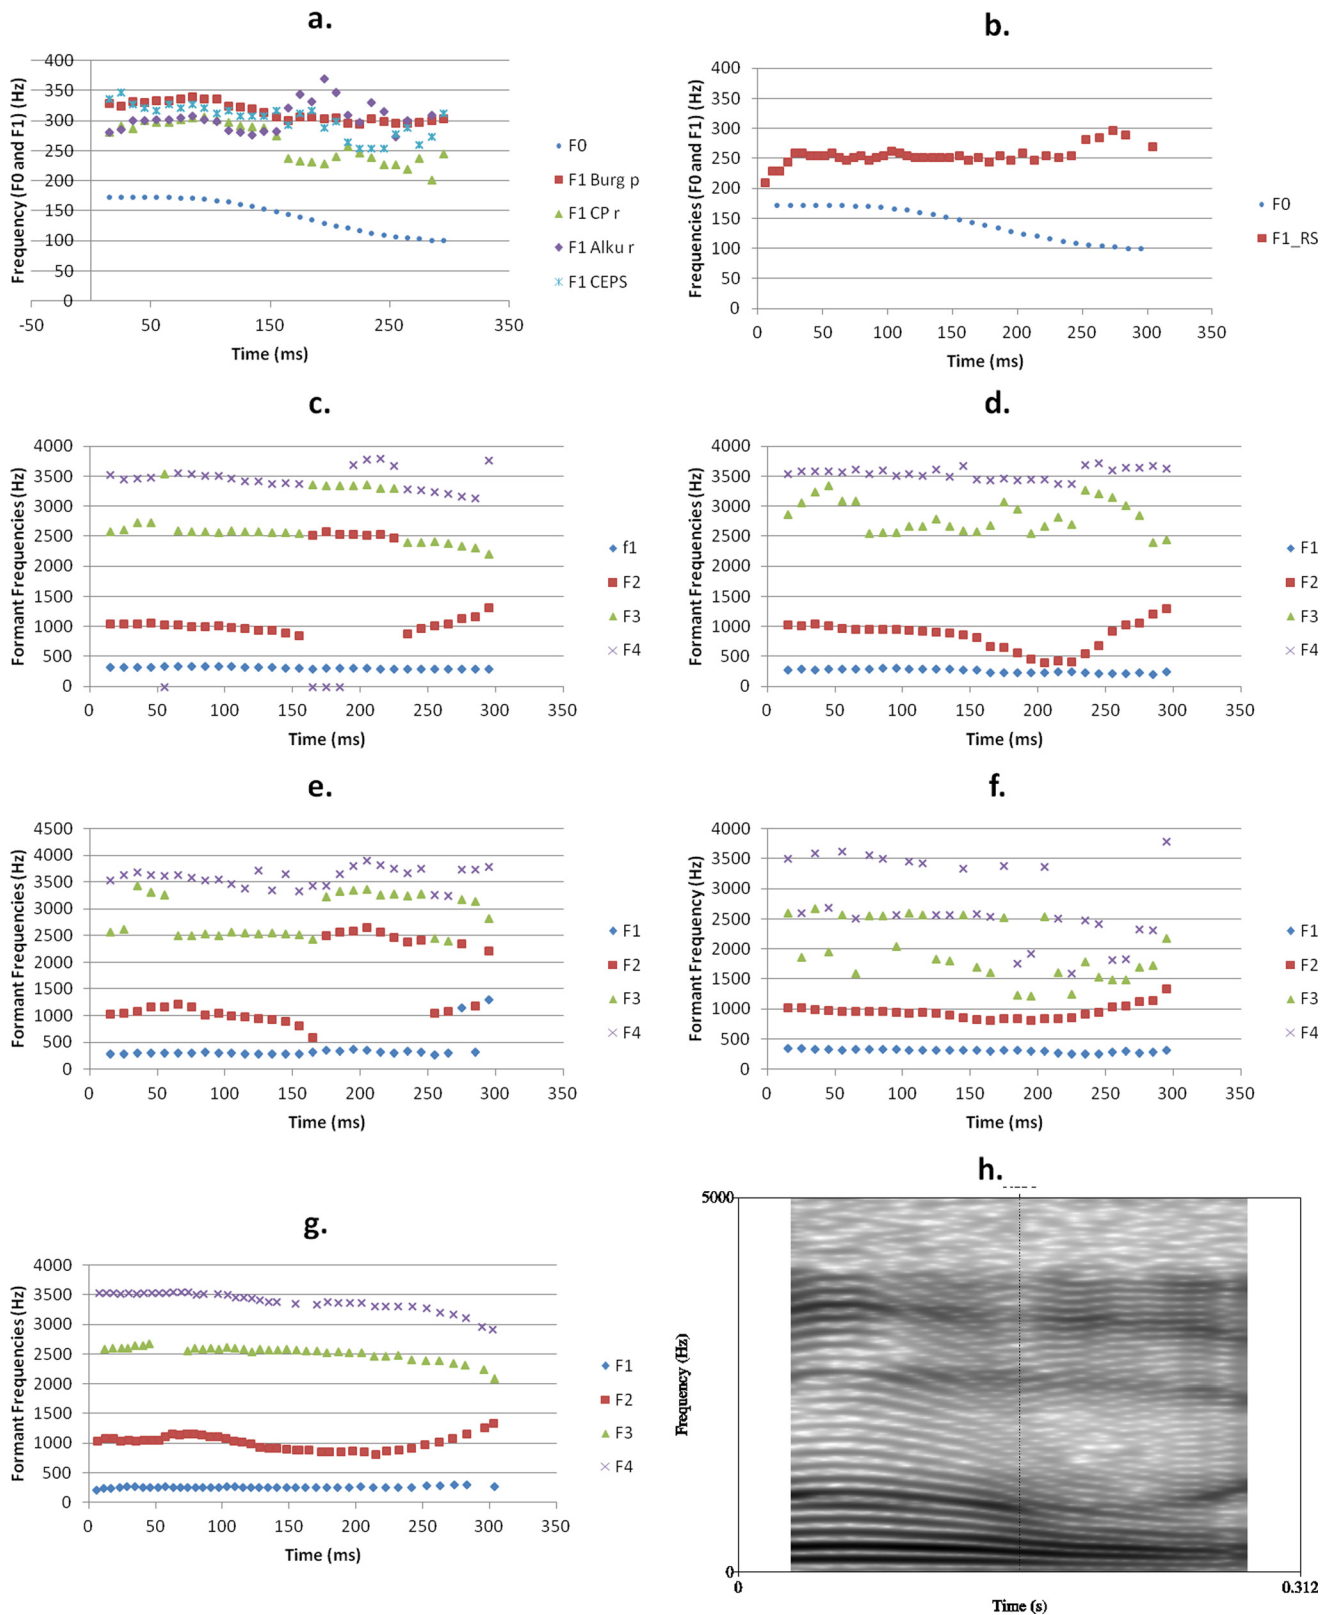 a.
Frequency (F0 and F1) (Hz)
400
350
300
250
200
150
100
50
0
-50
50
150
250
350
Time (ms)
F0
F1 Burg p
F1 CP r
F1 Alku r
F1 CEPS
b.
Frequencies (F0 and F1) (Hz)
400
350
300
250
200
150
100
50
0
0
50
100
150
200
250
300
350
Time (ms)
F0
F1_RS
c.
Formant Frequencies (Hz)
4000
3500
3000
2500
2000
1500
1000
500
0
0
50
100
150
200
250
300
350
Time (ms)
f1
F2
F3
F4
d.
Formant Frequencies (Hz)
4000
3500
3000
2500
2000
1500
1000
500
0
0
50
100
150
200
250
300
350
Time (ms)
F1
F2
F3
F4
e.
Formant Frequencies (Hz)
4500
4000
3500
3000
2500
2000
1500
1000
500
0
0
50
100
150
200
250
300
350
Time (ms)
F1
F2
F3
F4
f.
Formant Frequency (Hz)
4000
3500
3000
2500
2000
1500
1000
500
0
0
50
100
150
200
250
300
350
Time (ms)
F1
F2
F3
F4
g.
Formant Frequencies (Hz)
4000
3500
3000
2500
2000
1500
1000
500
0
0
50
100
150
200
250
300
350
Time (ms)
F1
F2
F3
F4
h.
5000
Frequency (Hz)
0
0
0.312
Time (s)